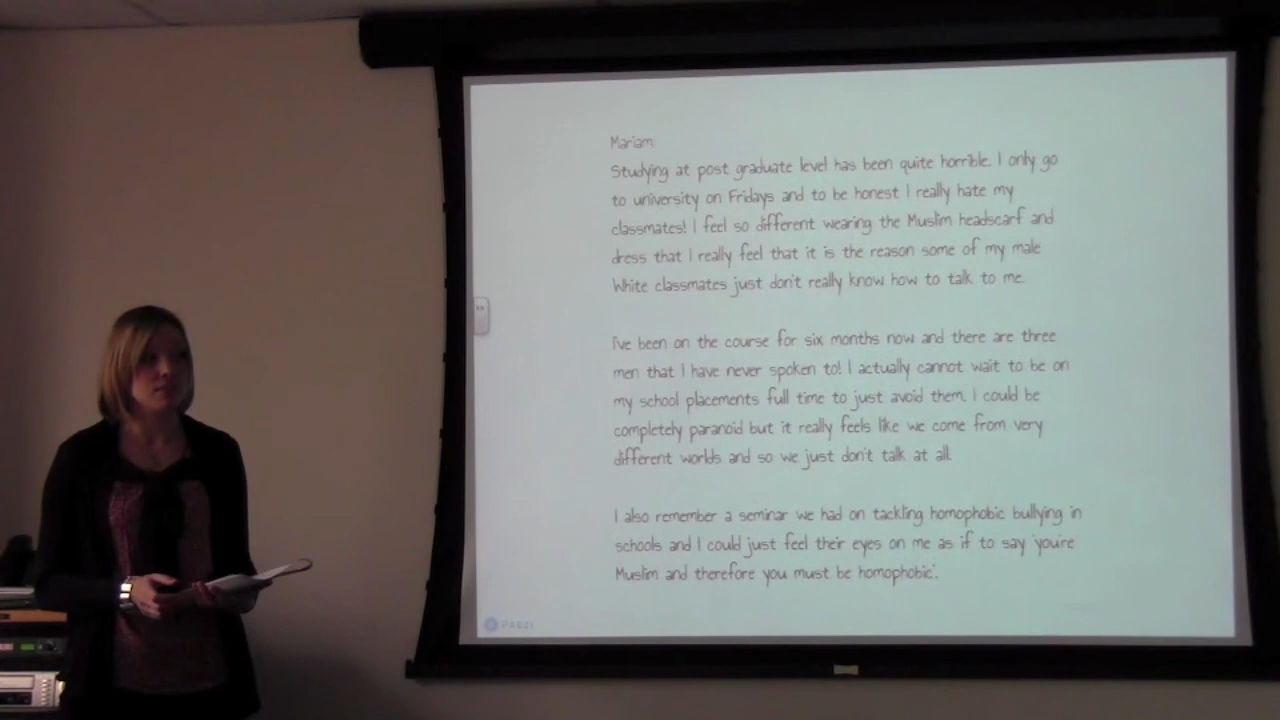 Mariam:
Studying at post graduate level has been quite horrible. I only go
to university on Fridays and to be honest I really hate my
classmates! I feel so different wearing the Muslim headscarf and
dress that I really feel that it is the reason some of my male
White classmates just don't really know how to talk to me.
I've been on the course for six months now and there are three
men that I have never spoken to! I actually cannot wait to be on
my school placements full time to just avoid them. I could be
completely paranoid but it really feels like we come from very
different worlds and so we just don't talk at all.
I also remember a seminar we had on tackling homophobic bullying in
schools and I could just feel their eyes on me as if to say 'you're
Muslim and therefore you must be homophobic'.